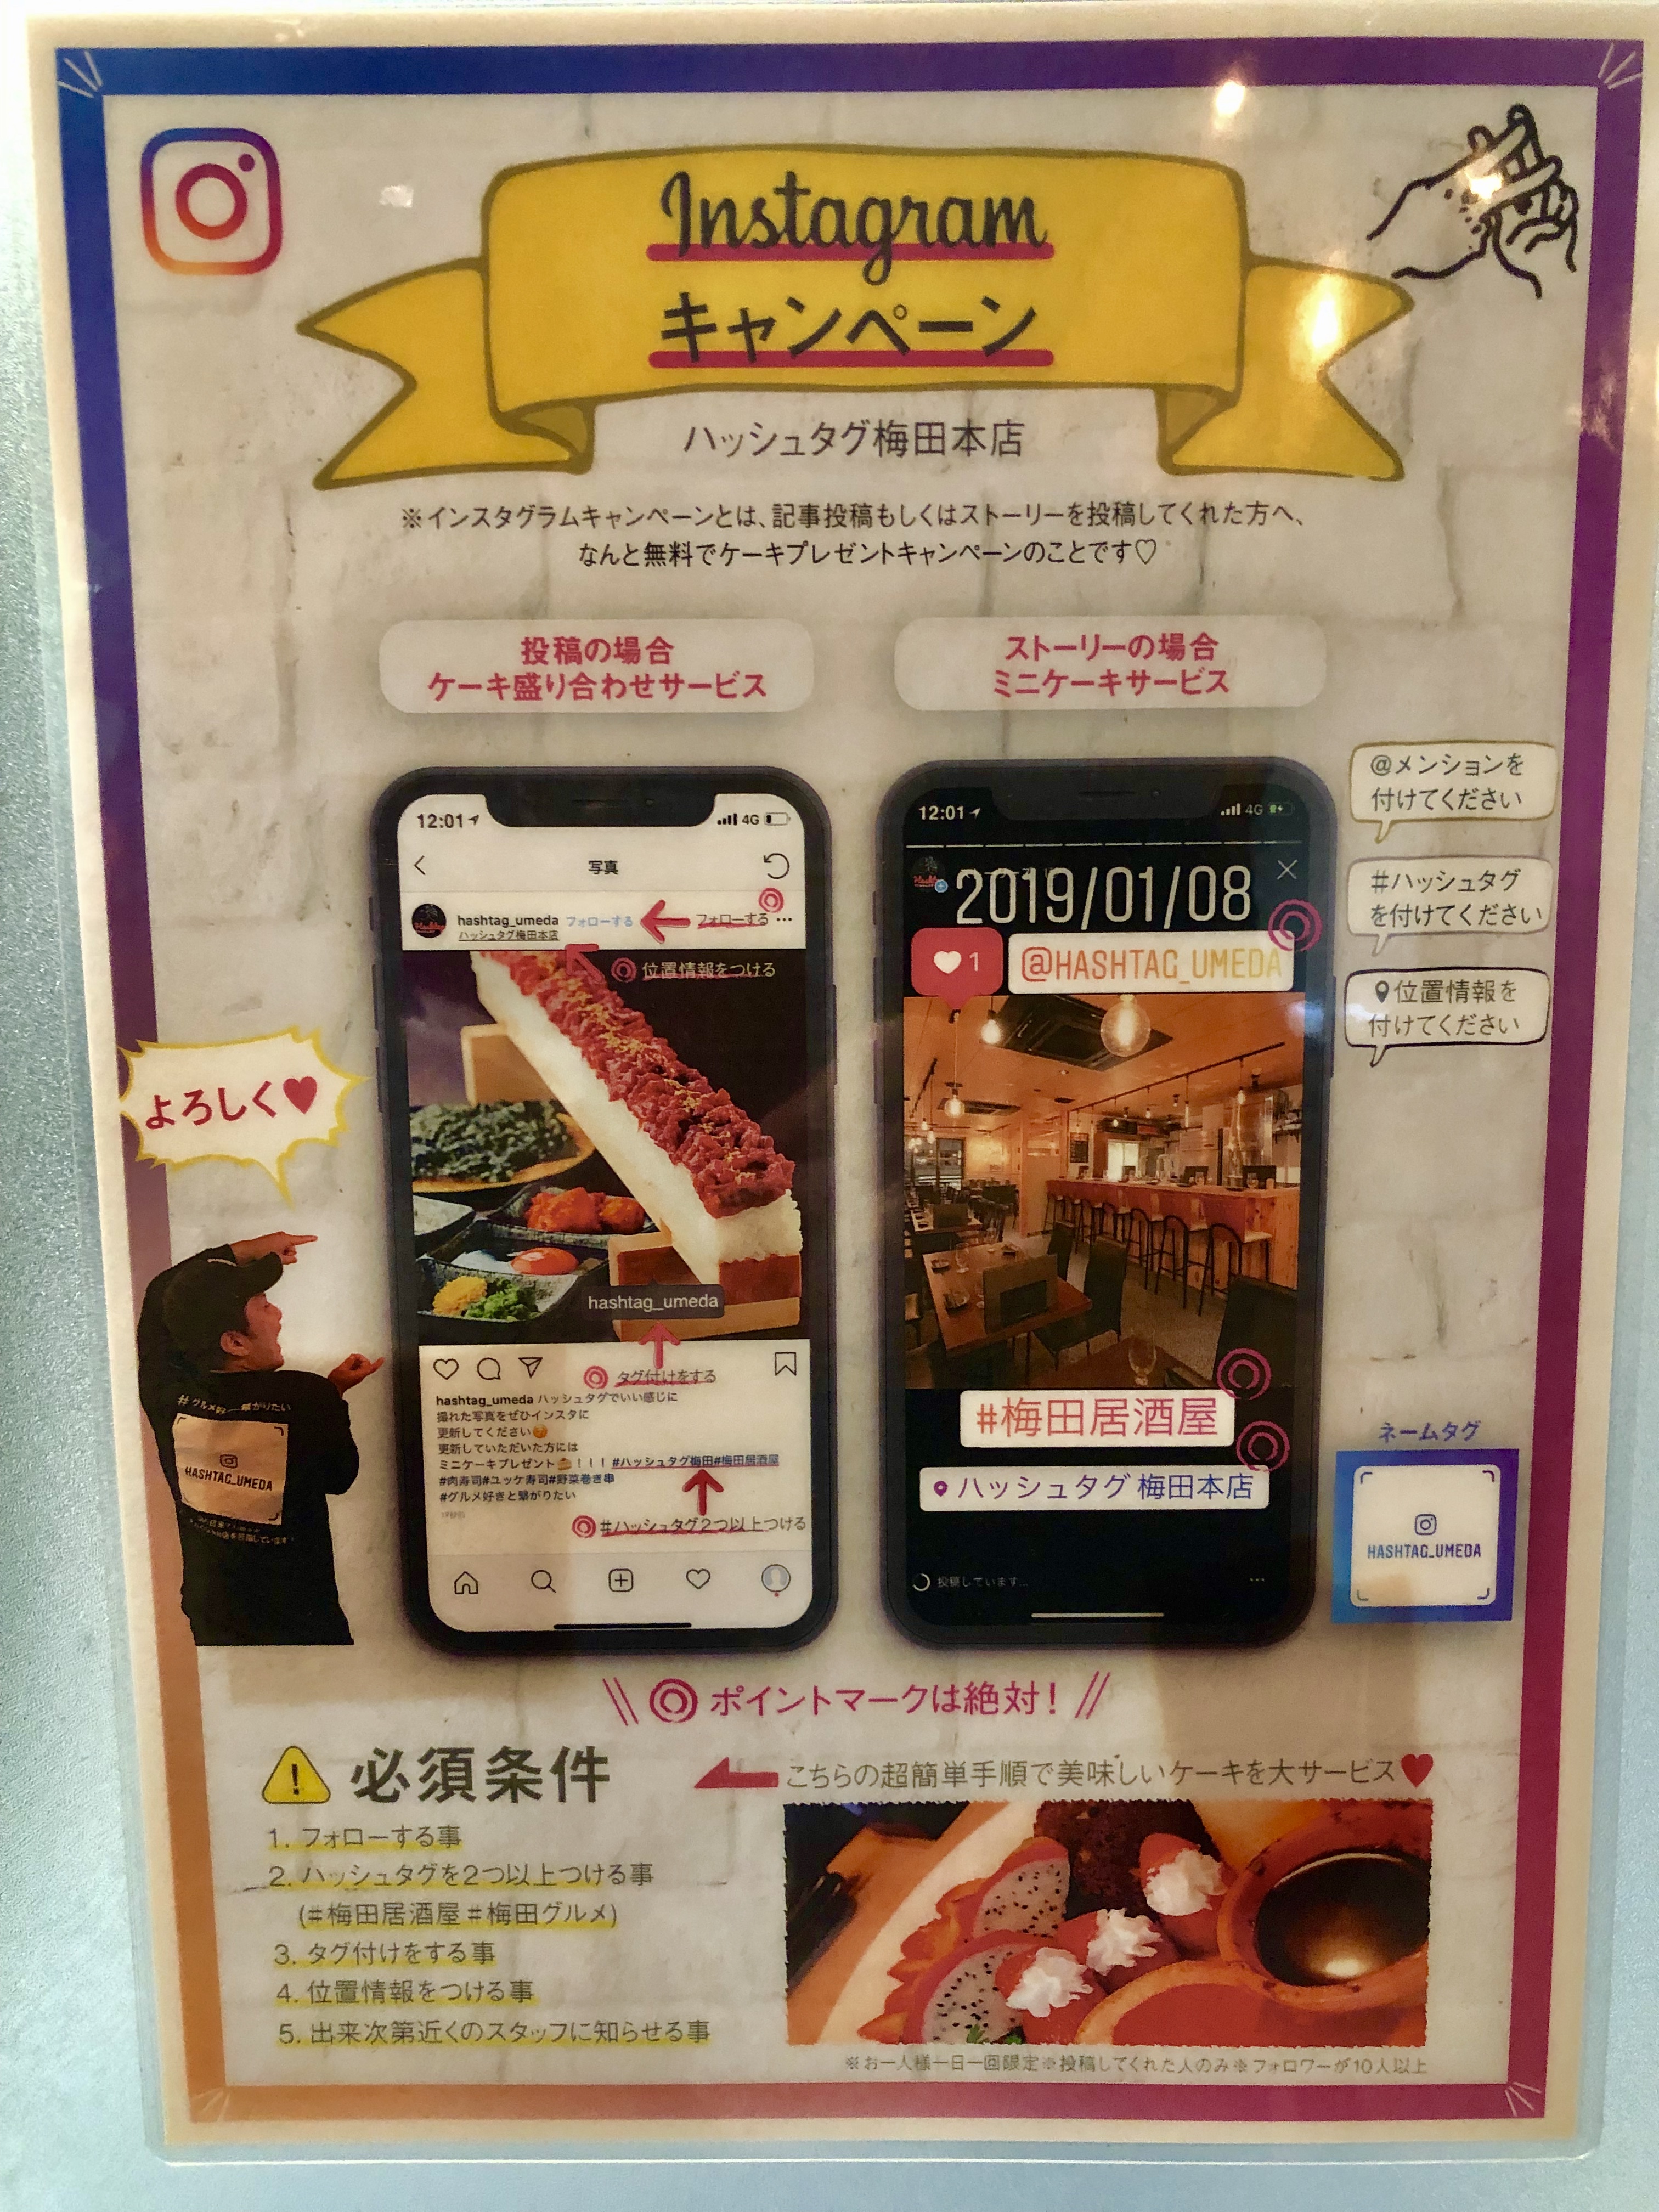 Instagram
キャンペーン
ハッシュタグ梅田本店
※インスタグラムキャンペーンとは、記事投稿もしくはストーリーを投稿してくれた方へ、
なんと無料でケーキプレゼントキャンペーンのことです♡
投稿の場合
ケーキ盛り合わせサービス
ストーリーの場合
ミニケーキサービス
12:01
4G
写真
hashtag_umeda フォローする
フォローする
ハッシュタグ梅田本店
位置情報をつける
hashtag_umeda
タグ付けをする
hashtag_umeda ハッシュタグでいい感じに
撮れた写真をぜひインスタに
更新してください
更新していただいた方には
ミニケーキプレゼント！！！ #ハッシュタグ梅田#梅田居酒屋
#肉寿司#ユッケ寿司#野菜巻き串
#グルメ好きと繋がりたい
#ハッシュタグ2つ以上つける
12:01
4G
2019/01/08
1
@HASHTAG_UMEDA
#梅田居酒屋
ハッシュタグ 梅田本店
投稿しています...
@メンションを
付けてください
#ハッシュタグ
を付けてください
位置情報を
付けてください
よろしく♥
HASHTAG_UMEDA
ネームタグ
HASHTAG_UMEDA
\\ ◎ ポイントマークは絶対！ //
必須条件
こちらの超簡単手順で美味しいケーキを大サービス♥
1. フォローする事
2. ハッシュタグを2つ以上つける事
(#梅田居酒屋 #梅田グルメ)
3. タグ付けをする事
4. 位置情報をつける事
5. 出来次第近くのスタッフに知らせる事
※お一人様一日一回限定※投稿してくれた人のみ※フォロワーが10人以上